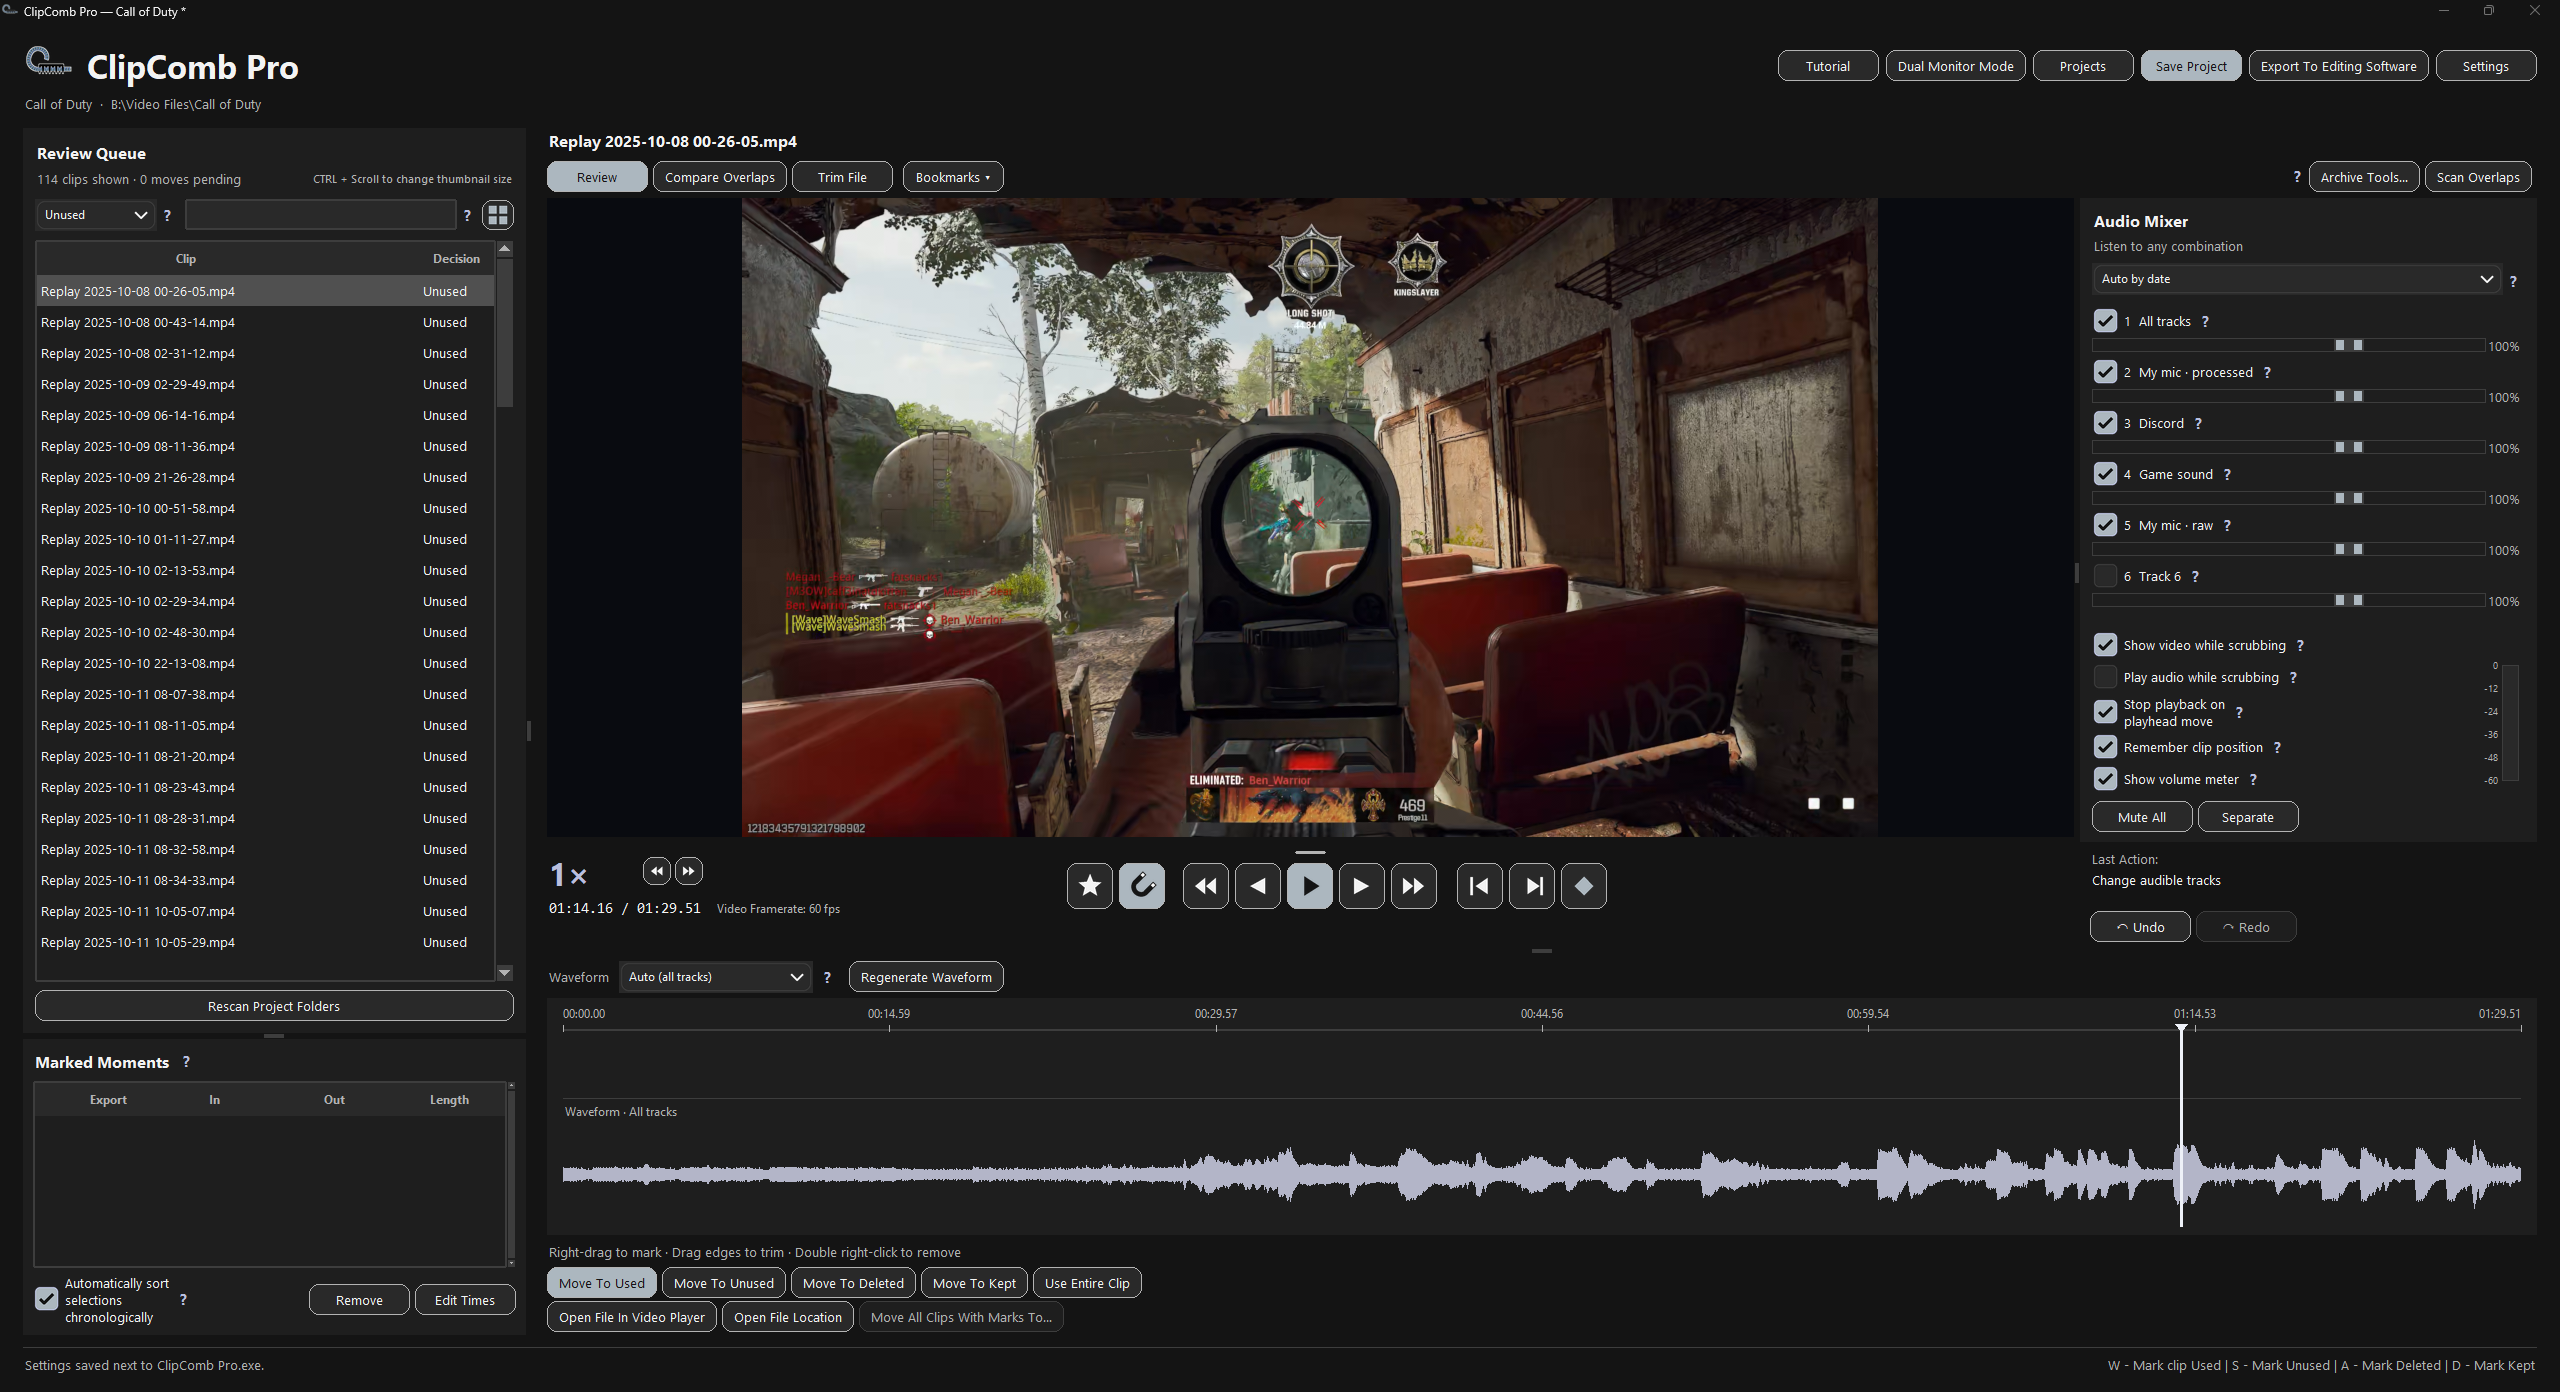 ClipComb Pro — Call of Duty *
ClipComb Pro
Call of Duty · B:\Video Files\Call of Duty
Tutorial
Dual Monitor Mode
Projects
Save Project
Export To Editing Software
Settings
Review Queue
114 clips shown · 0 moves pending
CTRL + Scroll to change thumbnail size
Unused
?
?
Clip Decision
Replay 2025-10-08 00-26-05.mp4 Unused
Replay 2025-10-08 00-43-14.mp4 Unused
Replay 2025-10-08 02-31-12.mp4 Unused
Replay 2025-10-09 02-29-49.mp4 Unused
Replay 2025-10-09 06-14-16.mp4 Unused
Replay 2025-10-09 08-11-36.mp4 Unused
Replay 2025-10-09 21-26-28.mp4 Unused
Replay 2025-10-10 00-51-58.mp4 Unused
Replay 2025-10-10 01-11-27.mp4 Unused
Replay 2025-10-10 02-13-53.mp4 Unused
Replay 2025-10-10 02-29-34.mp4 Unused
Replay 2025-10-10 02-48-30.mp4 Unused
Replay 2025-10-10 22-13-08.mp4 Unused
Replay 2025-10-11 08-07-38.mp4 Unused
Replay 2025-10-11 08-11-05.mp4 Unused
Replay 2025-10-11 08-21-20.mp4 Unused
Replay 2025-10-11 08-23-43.mp4 Unused
Replay 2025-10-11 08-28-31.mp4 Unused
Replay 2025-10-11 08-32-58.mp4 Unused
Replay 2025-10-11 08-34-33.mp4 Unused
Replay 2025-10-11 10-05-07.mp4 Unused
Replay 2025-10-11 10-05-29.mp4 Unused
Rescan Project Folders
Marked Moments ?
Export In Out Length
Automatically sort
selections
chronologically
?
Remove
Edit Times
Replay 2025-10-08 00-26-05.mp4
Review
Compare Overlaps
Trim File
Bookmarks
?
Archive Tools...
Scan Overlaps
LONG SHOT
KINGSLAYER
Ben_Warrior
[Wave]WaveSmash Ben_Warrior
[Wave]WaveSmash
ELIMINATED: Ben_Warrior
469
Prestige 11
12183435791321798902
1×
01:14.16 / 01:29.51
Video Framerate: 60 fps
Audio Mixer
Listen to any combination
Auto by date ?
1 All tracks ?
100%
2 My mic · processed ?
100%
3 Discord ?
100%
4 Game sound ?
100%
5 My mic · raw ?
100%
6 Track 6 ?
100%
Show video while scrubbing ?
Play audio while scrubbing ?
Stop playback on
playhead move
?
Remember clip position ?
Show volume meter ?
0
-12
-24
-36
-48
-60
Mute All
Separate
Last Action:
Change audible tracks
Undo
Redo
Waveform
Auto (all tracks)
?
Regenerate Waveform
00:00.00 00:14.59 00:29.57 00:44.56 00:59.54 01:14.53 01:29.51
Waveform · All tracks
Right-drag to mark · Drag edges to trim · Double right-click to remove
Move To Used
Move To Unused
Move To Deleted
Move To Kept
Use Entire Clip
Open File In Video Player
Open File Location
Move All Clips With Marks To...
Settings saved next to ClipComb Pro.exe.
W - Mark clip Used | S - Mark Unused | A - Mark Deleted | D - Mark Kept